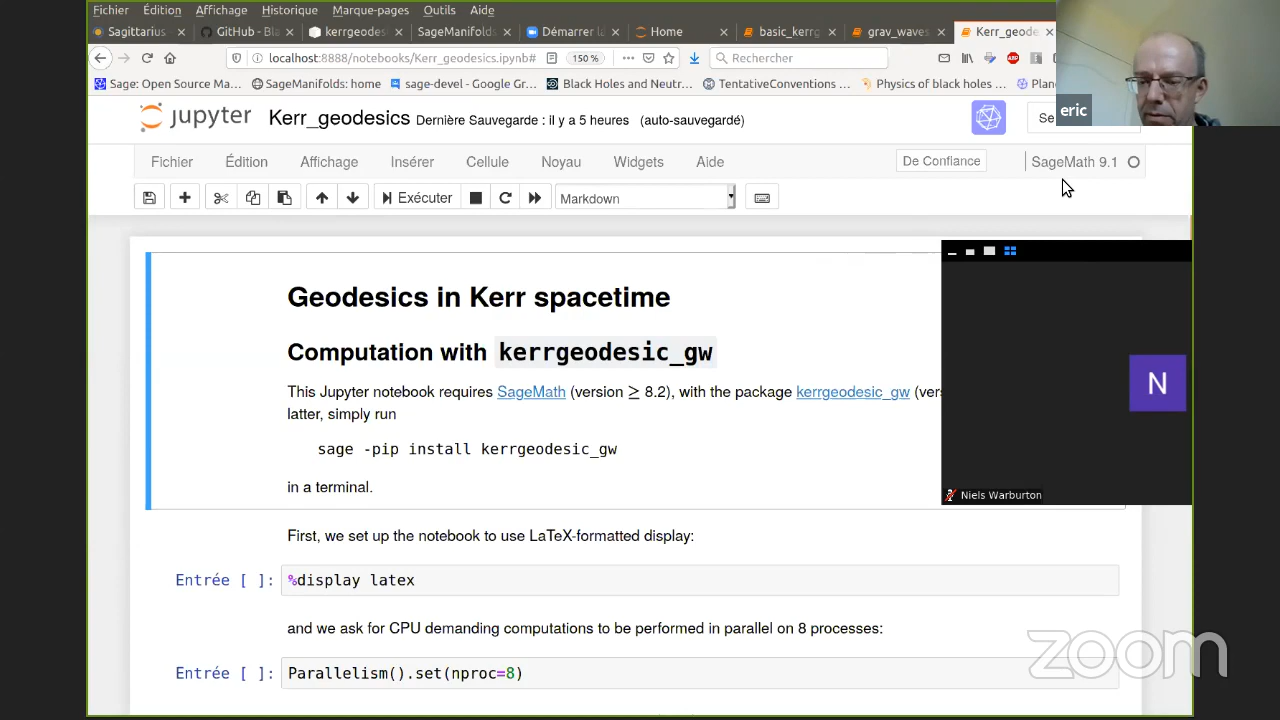 Fichier Édition Affichage Historique Marque-pages Outils Aide
Sagittarius × GitHub - Bla × kerrgeodes × SageManifolds × Démarrer la × Home × basic_kerrg × grav_waves × Kerr_geode ×
localhost:8888/notebooks/Kerr_geodesics.ipynb# 150 % Rechercher
Sage: Open Source Ma... SageManifolds: home sage-devel - Google Gr... Black Holes and Neutr... TentativeConventions ... Physics of black holes ...
eric
jupyter Kerr_geodesics Dernière Sauvegarde : il y a 5 heures (auto-sauvegardé)
Fichier Édition Affichage Insérer Cellule Noyau Widgets Aide De Confiance SageMath 9.1
Exécuter Markdown
Geodesics in Kerr spacetime
Computation with kerrgeodesic_gw
This Jupyter notebook requires SageMath (version ≥ 8.2), with the package kerrgeodesic_gw
latter, simply run
sage -pip install kerrgeodesic_gw
in a terminal.
N
Niels Warburton
First, we set up the notebook to use LaTeX-formatted display:
Entrée [ ]: %display latex
and we ask for CPU demanding computations to be performed in parallel on 8 processes:
Entrée [ ]: Parallelism().set(nproc=8)
zoom